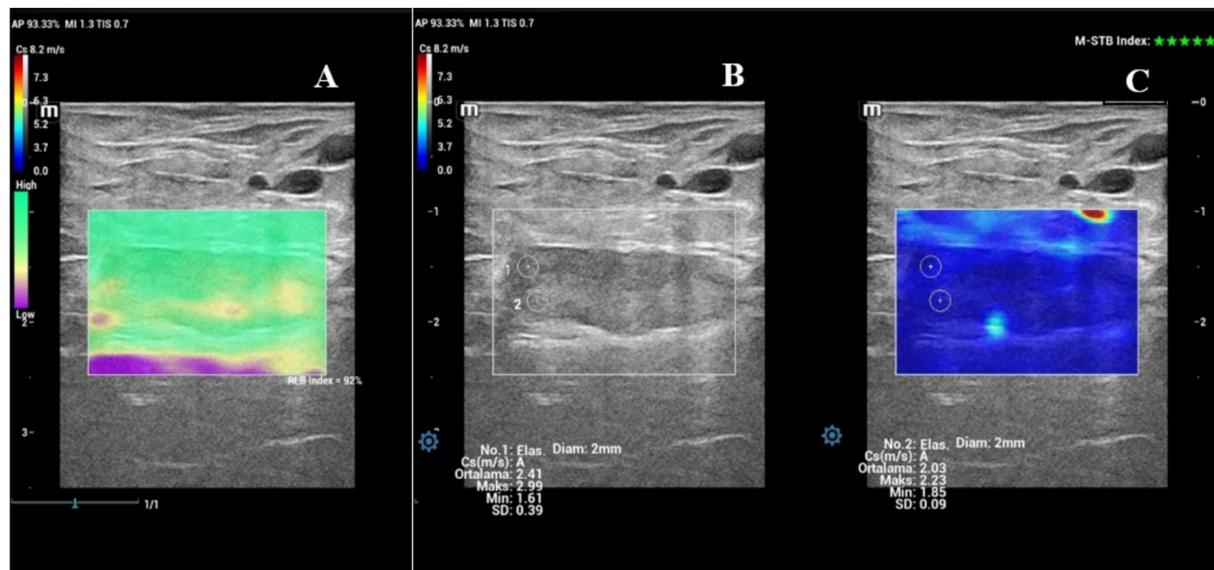 AP 93.33% MI 1.3 TIS 0.7
Cs 8.2 m/s
7.3
6.3
5.2
3.7
0.0
High
Low
A
m
0
2
3
RLB Index = 92%
1
1/1
AP 93.33% MI 1.3 TIS 0.7
Cs 8.2 m/s
7.3
6.3
5.2
3.7
0.0
B
m
0
-1
-2
1
2
No.1: Elas. Diam: 2mm
Cs(m/s): A
Ortalama: 2.41
Maks: 2.99
Min: 1.61
SD: 0.39
M-STB Index: ★★★★★
C
m
-0
-1
-2
No.2: Elas. Diam: 2mm
Cs(m/s): A
Ortalama: 2.03
Maks: 2.23
Min: 1.85
SD: 0.09